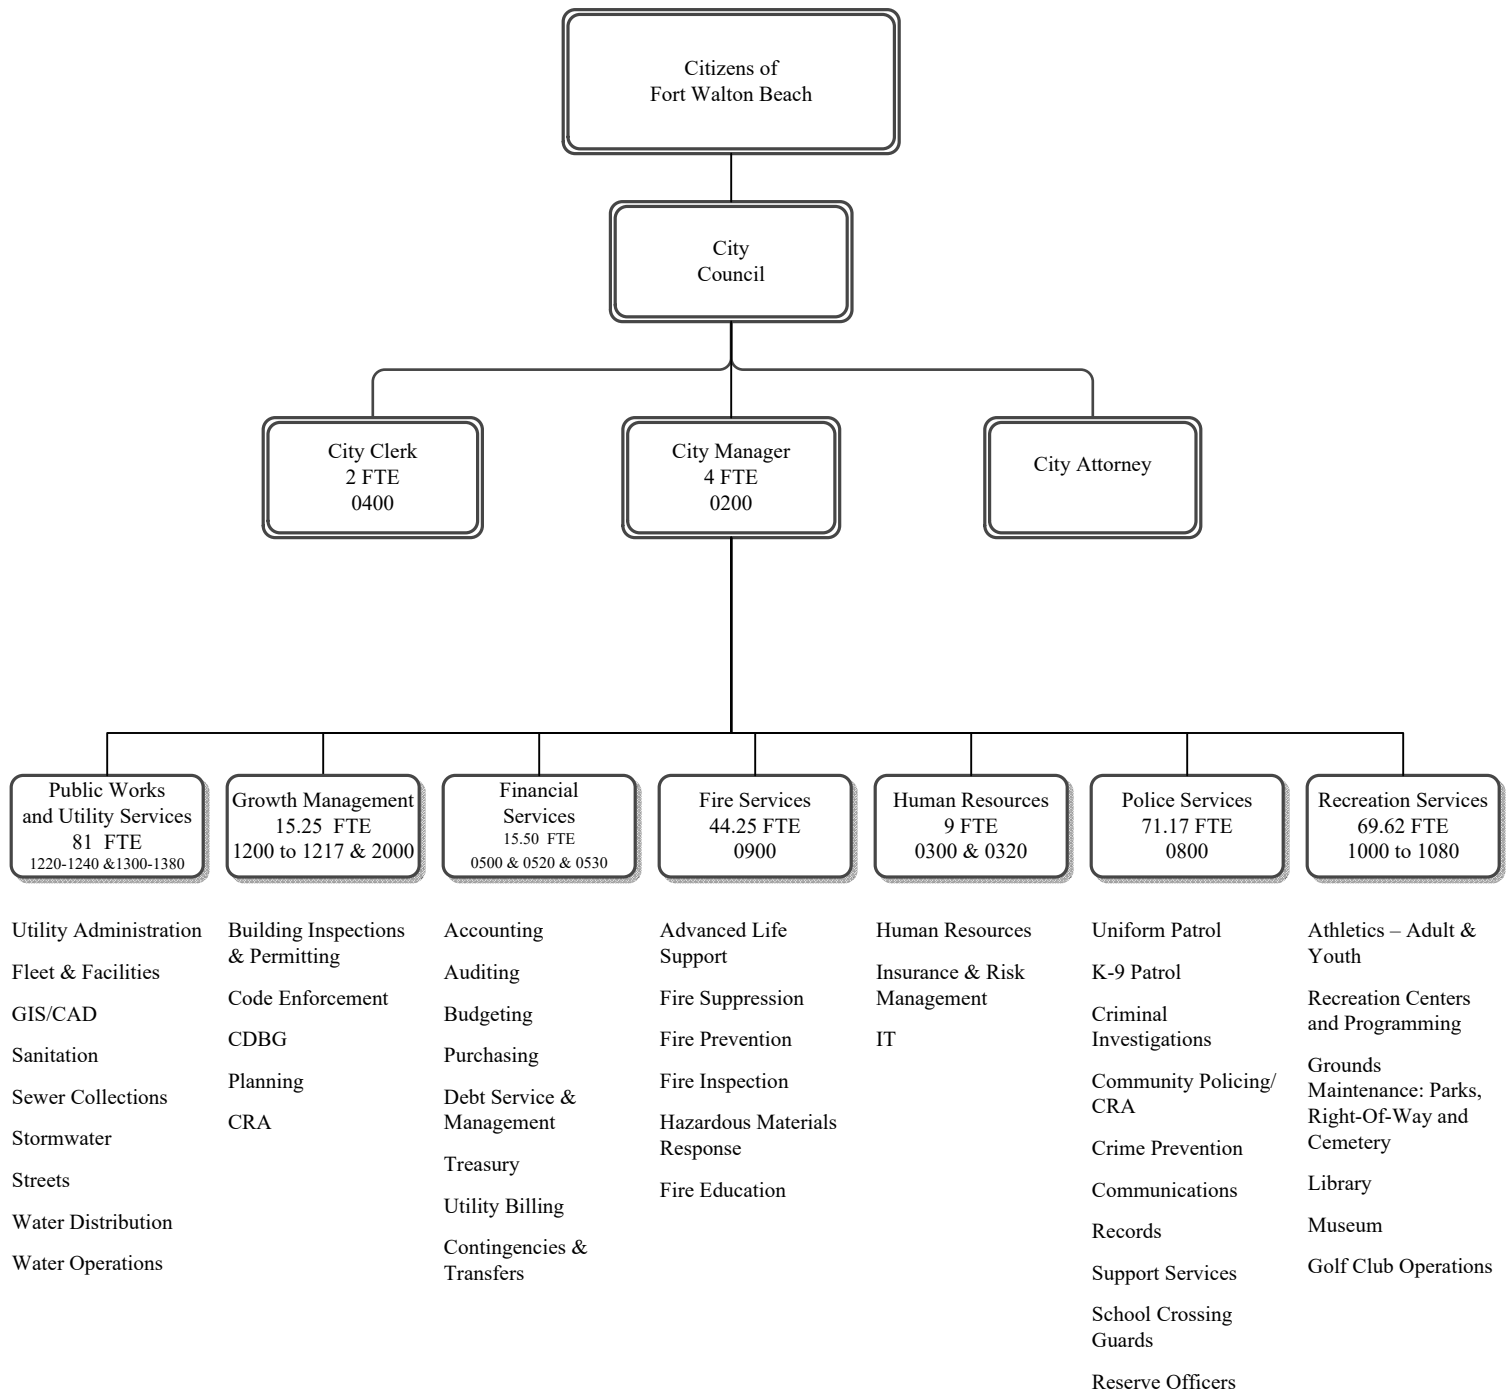 Citizens of
Fort Walton Beach
City
Council
City Clerk
2 FTE
0400
City Manager
4 FTE
0200
City Attorney
Public Works
and Utility Services
81 FTE
1220-1240 &1300-1380
Growth Management
15.25 FTE
1200 to 1217 & 2000
Financial
Services
15.50 FTE
0500 & 0520 & 0530
Fire Services
44.25 FTE
0900
Human Resources
9 FTE
0300 & 0320
Police Services
71.17 FTE
0800
Recreation Services
69.62 FTE
1000 to 1080
Utility Administration
Fleet & Facilities
GIS/CAD
Sanitation
Sewer Collections
Stormwater
Streets
Water Distribution
Water Operations
Building Inspections
& Permitting
Code Enforcement
CDBG
Planning
CRA
Accounting
Auditing
Budgeting
Purchasing
Debt Service &
Management
Treasury
Utility Billing
Contingencies &
Transfers
Advanced Life
Support
Fire Suppression
Fire Prevention
Fire Inspection
Hazardous Materials
Response
Fire Education
Human Resources
Insurance & Risk
Management
IT
Uniform Patrol
K-9 Patrol
Criminal
Investigations
Community Policing/
CRA
Crime Prevention
Communications
Records
Support Services
School Crossing
Guards
Reserve Officers
Athletics – Adult &
Youth
Recreation Centers
and Programming
Grounds
Maintenance: Parks,
Right-Of-Way and
Cemetery
Library
Museum
Golf Club Operations